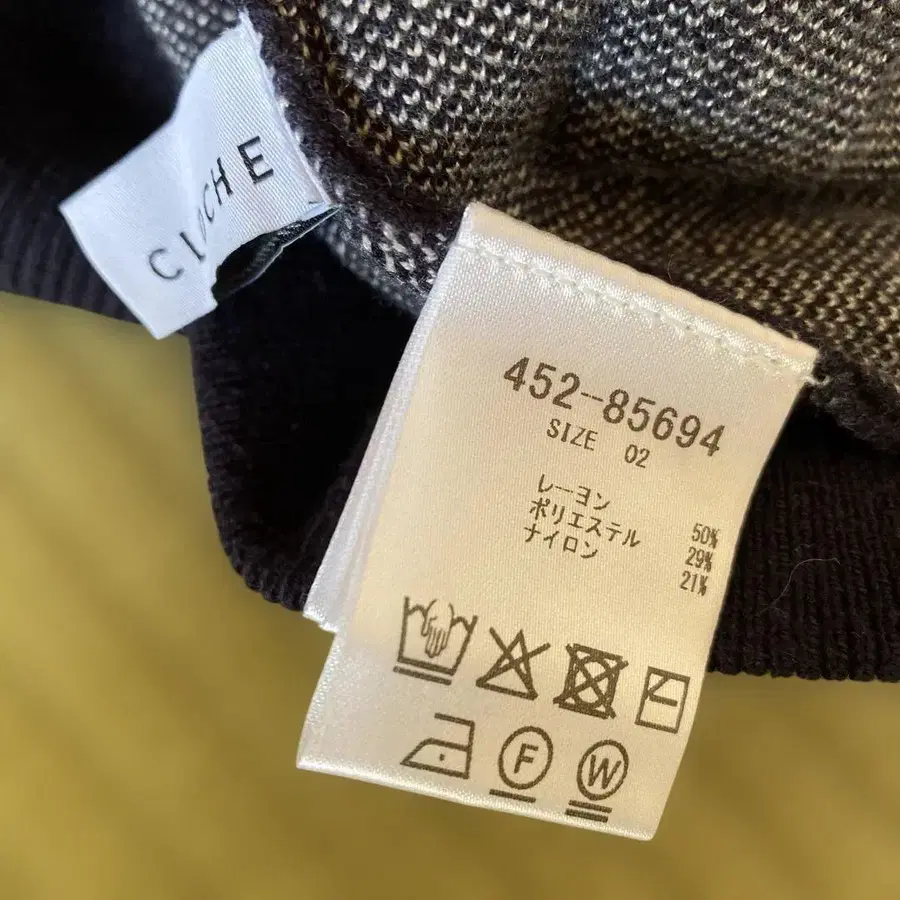 452-85694
SIZE 02
レーヨン 50%
ポリエステル 29%
ナイロン 21%
F
W